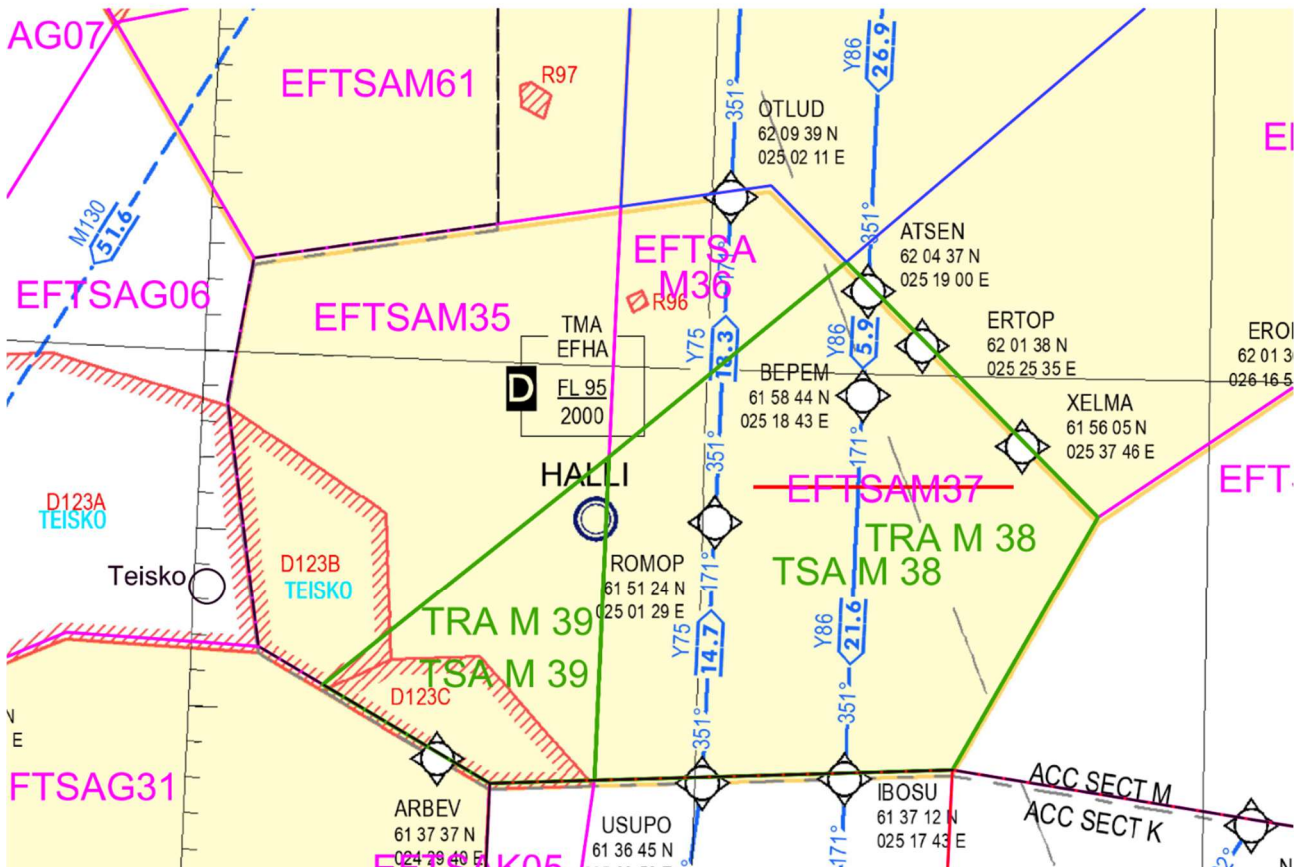 AG07
EFTSAM61
R97
Y86
26.9
351°
OTLUD
62 09 39 N
025 02 11 E
M130
51.6
351°
ATSEN
62 04 37 N
025 19 00 E
EFTSAG06
EFTSA
M36
171°
R96
EFTSAM35
TMA
EFHA
D
FL 95
2000
Y75
Y86
5.9
ERTOP
62 01 38 N
025 25 35 E
BEPEM
61 58 44 N
025 18 43 E
XELMA
61 56 05 N
025 37 46 E
351°
171°
HALLI
EFTSAM37
D123A
TEISKO
TRA M 38
TSA M 38
Teisko
D123B
TEISKO
ROMOP
61 51 24 N
025 01 29 E
171°
TRA M 39
TSA M 39
Y75
14.7
Y86
21.6
D123C
351°
351°
FTSAG31
ACC SECT M
ACC SECT K
ARBEV
61 37 37 N
024 29 40 E
USUPO
61 36 45 N
IBOSU
61 37 12 N
025 17 43 E
171°